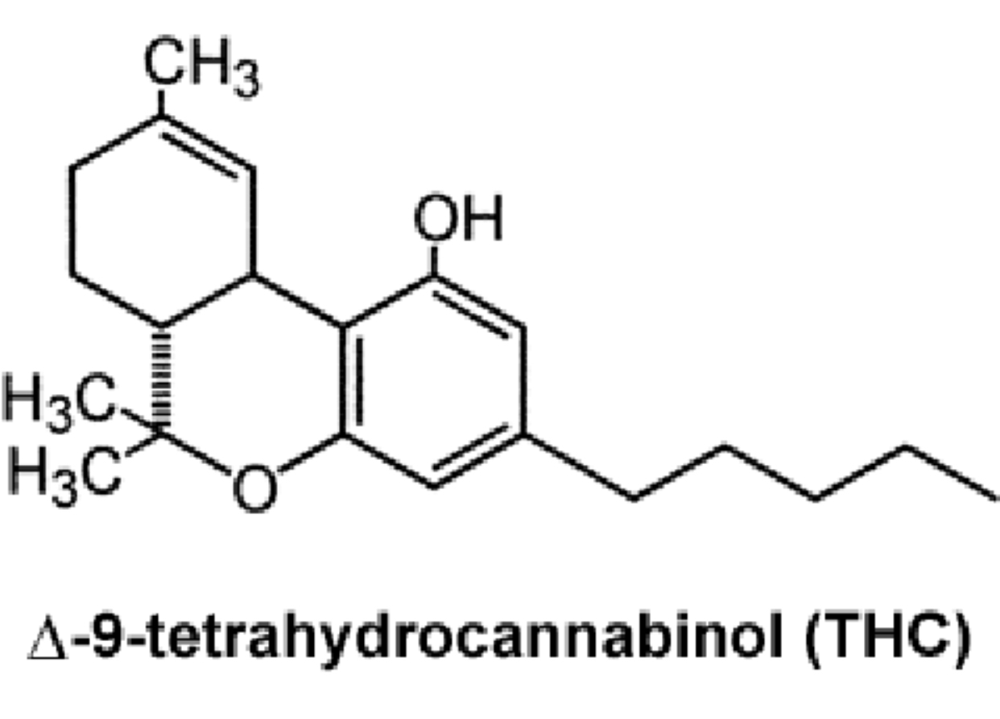 CH3
OH
H3C
H3C
O
Δ-9-tetrahydrocannabinol (THC)